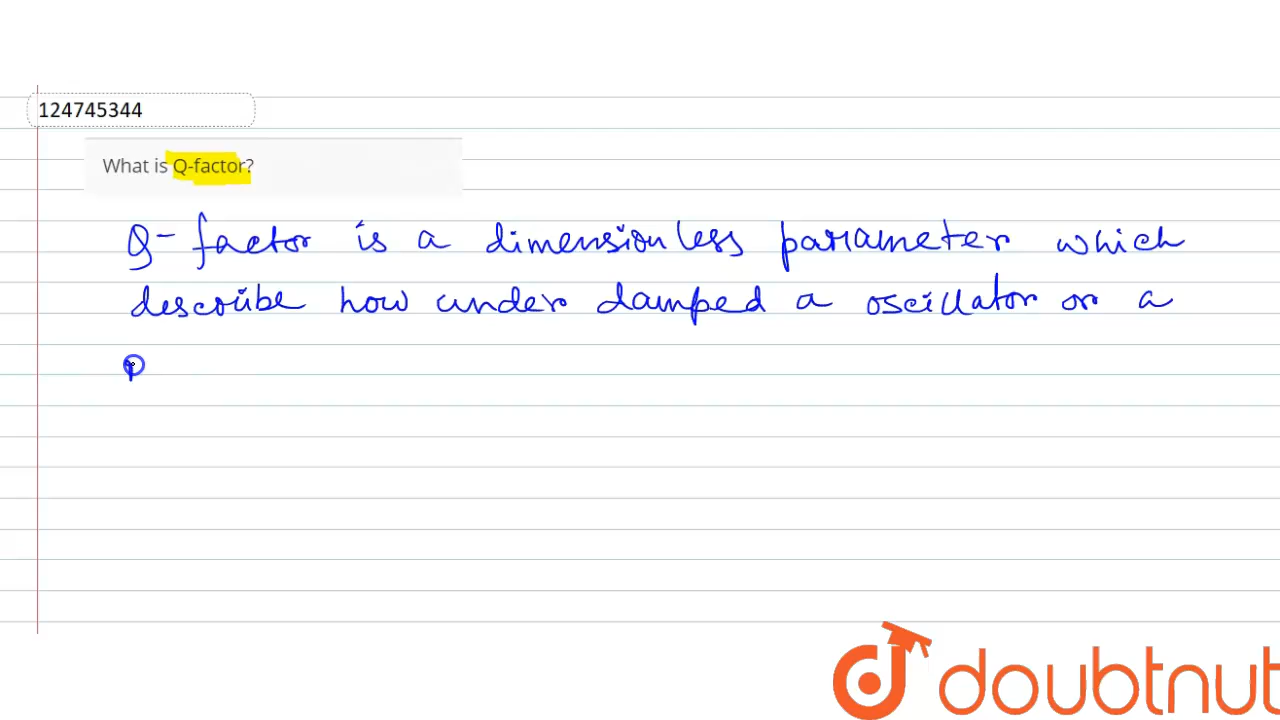 124745344
What is Q-factor?
Q-factor is a dimensionless parameter which
describe how under damped a oscillator or a
doubtnut